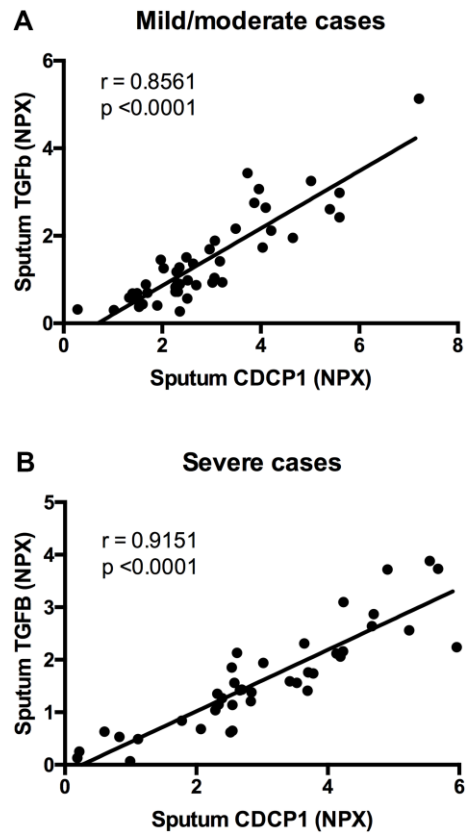 A
Mild/moderate cases
r = 0.8561
p <0.0001
Sputum TGFb (NPX)
6
4
2
0
0 2 4 6 8
Sputum CDCP1 (NPX)
B
Severe cases
r = 0.9151
p <0.0001
Sputum TGFB (NPX)
5
4
3
2
1
0
0 2 4 6
Sputum CDCP1 (NPX)